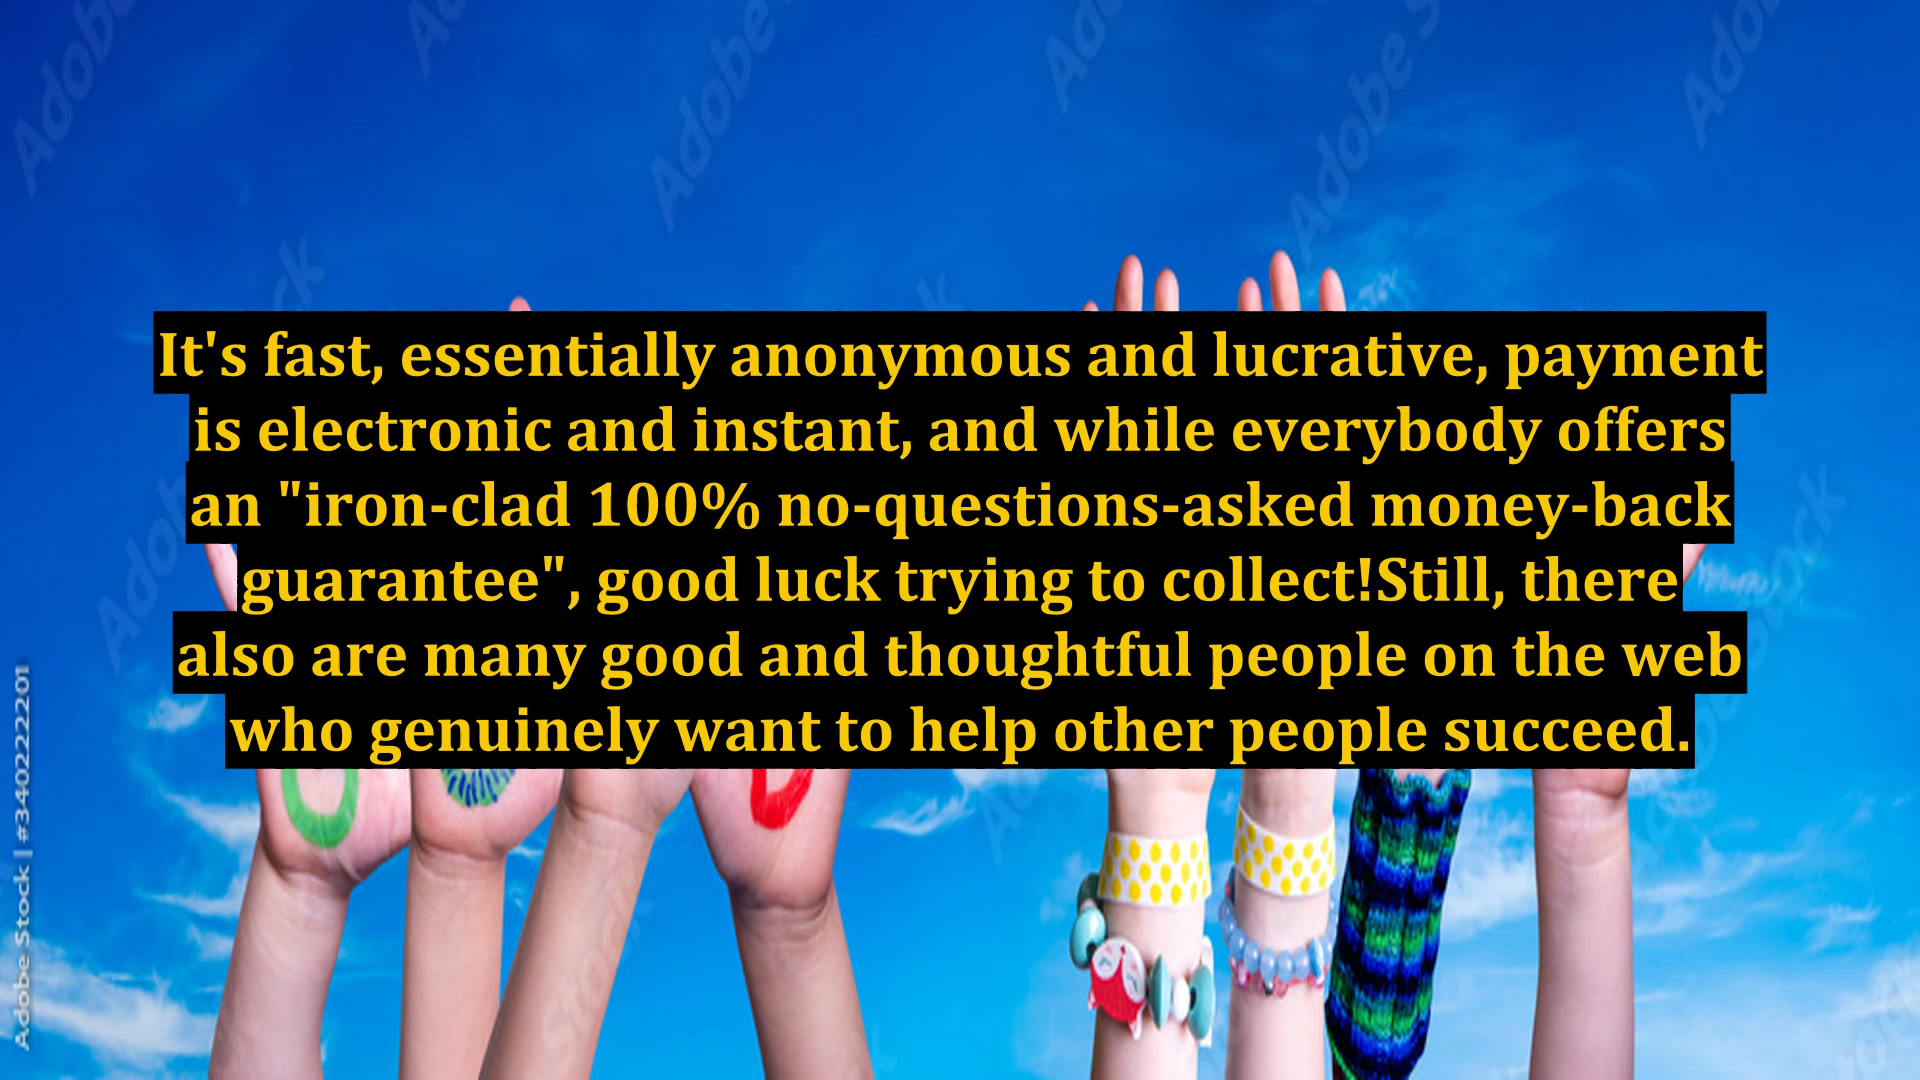 It's fast, essentially anonymous and lucrative, payment
is electronic and instant, and while everybody offers
an "iron-clad 100% no-questions-asked money-back
guarantee", good luck trying to collect!Still, there
also are many good and thoughtful people on the web
who genuinely want to help other people succeed.
Adobe Stock | #340222201